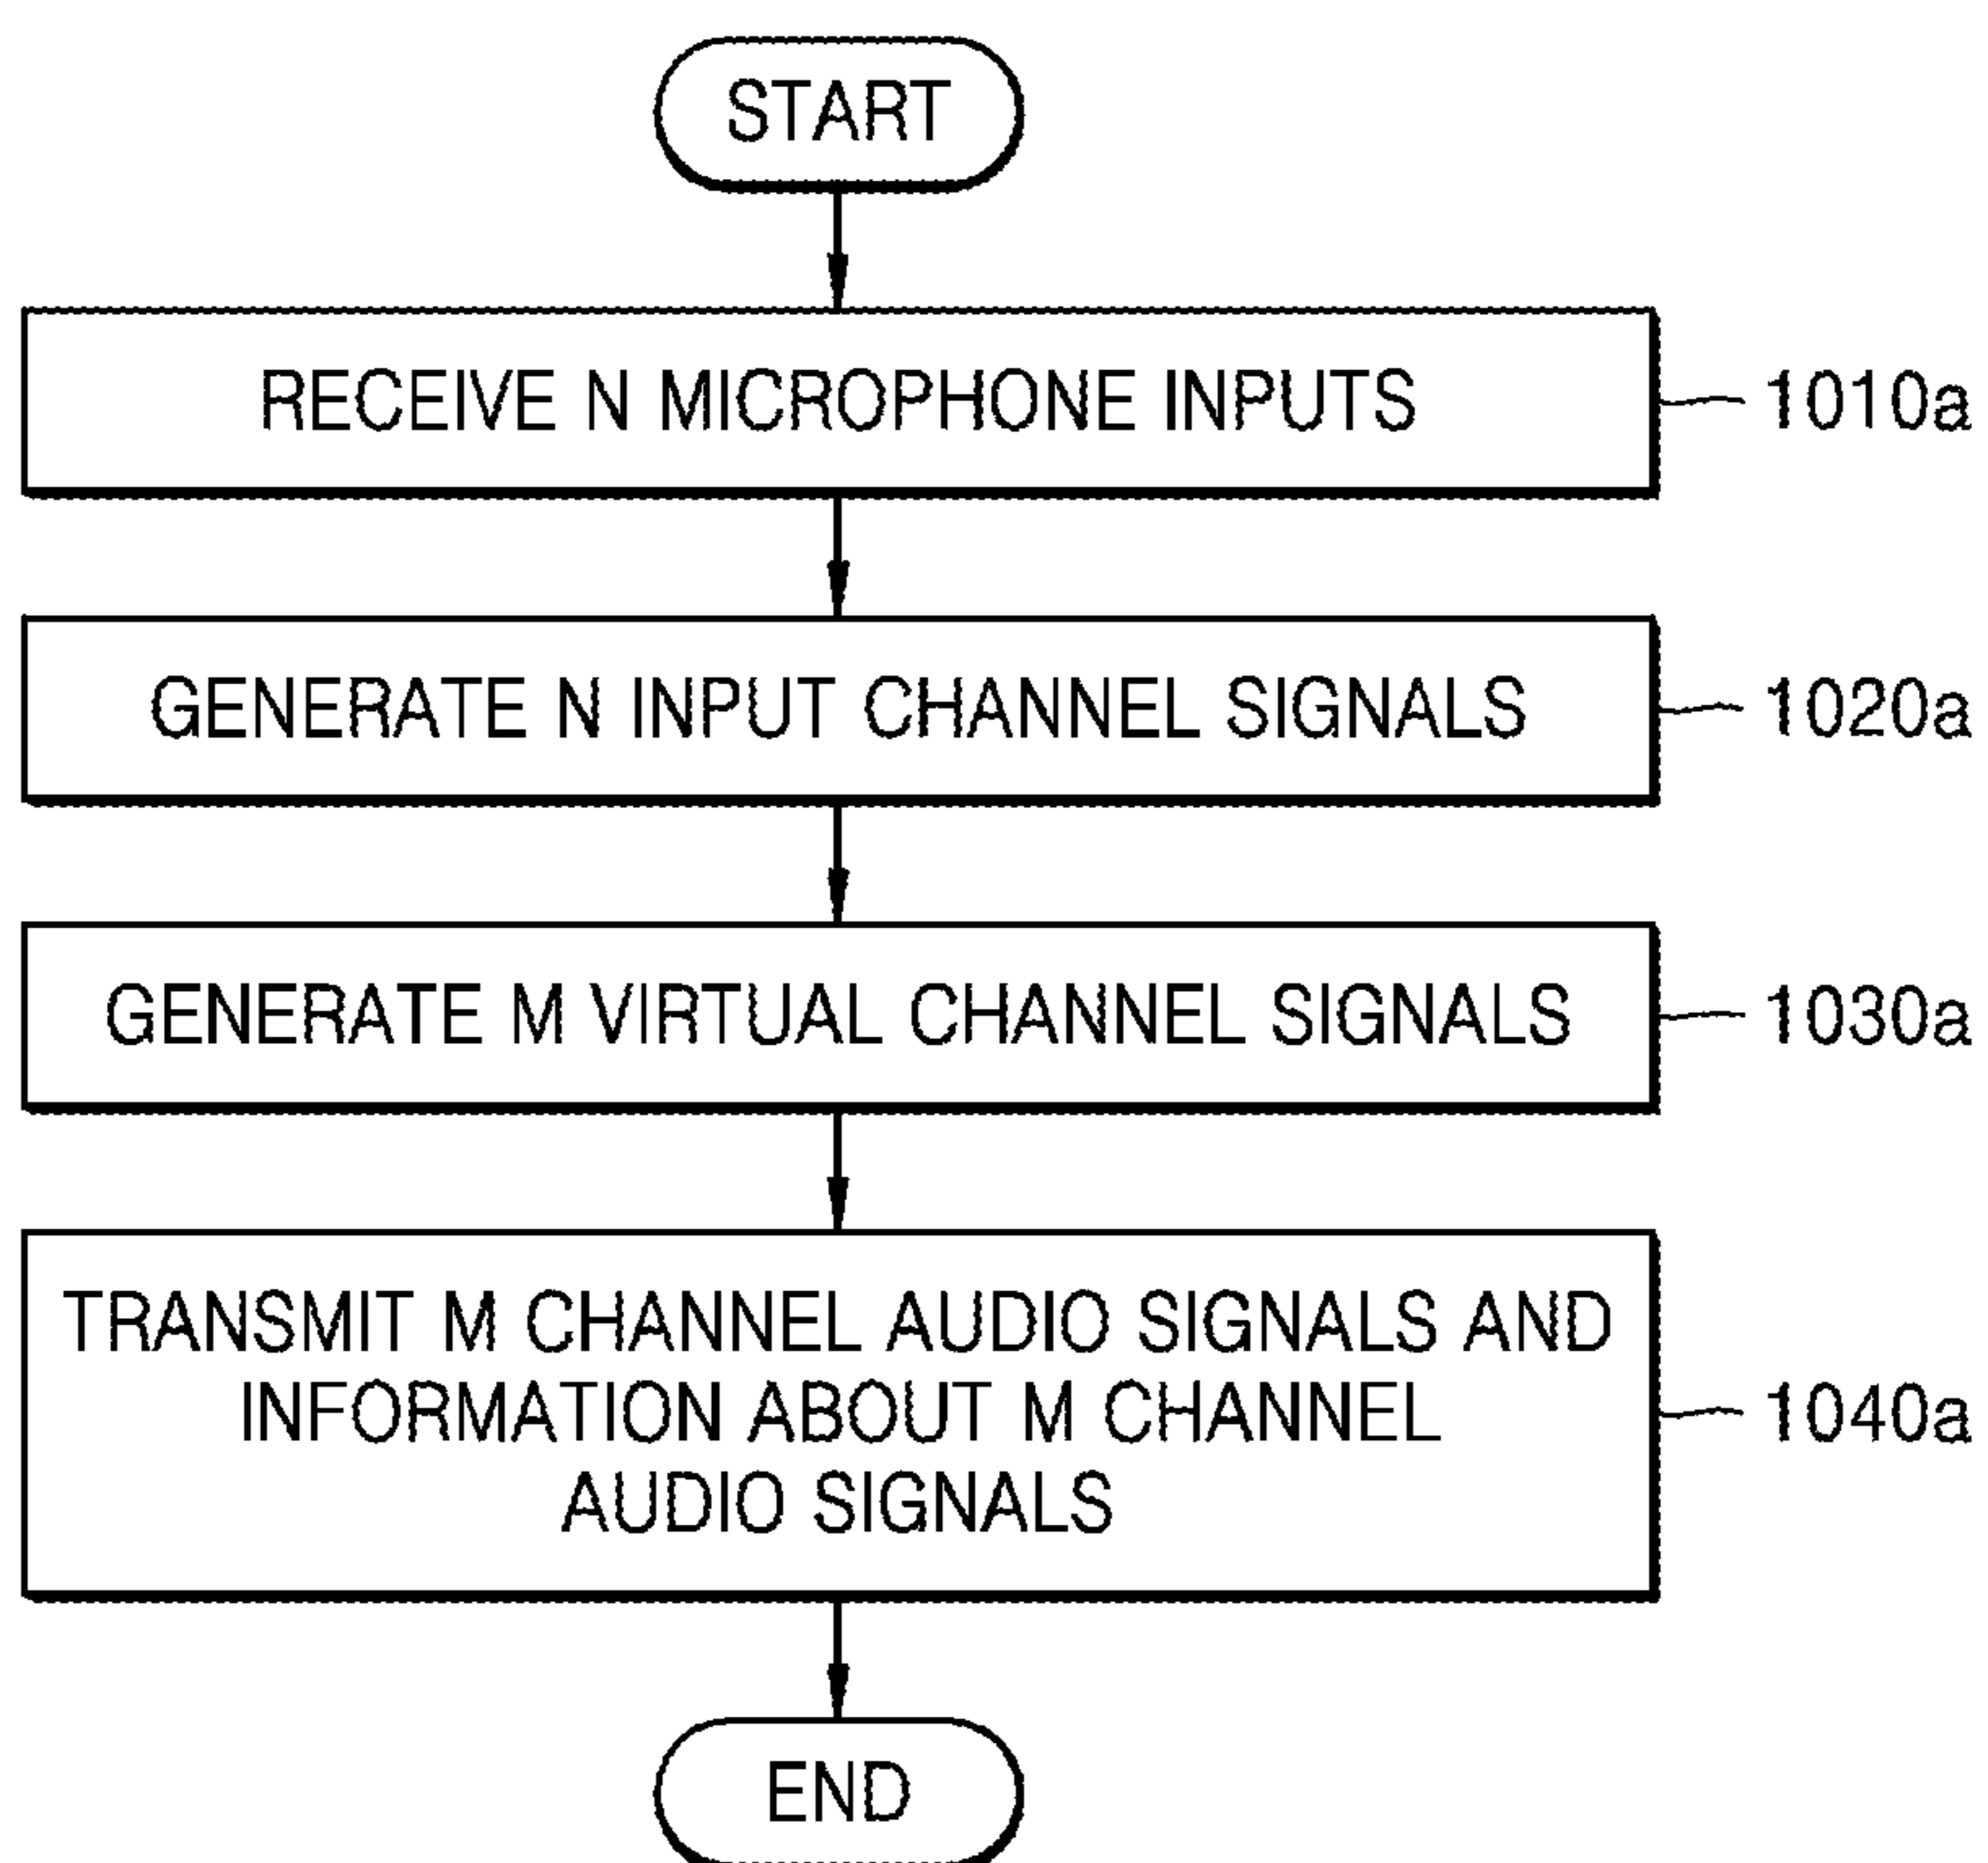 START
RECEIVE N MICROPHONE INPUTS
1010a
GENERATE N INPUT CHANNEL SIGNALS
1020a
GENERATE M VIRTUAL CHANNEL SIGNALS
1030a
TRANSMIT M CHANNEL AUDIO SIGNALS AND
INFORMATION ABOUT M CHANNEL
AUDIO SIGNALS
1040a
END